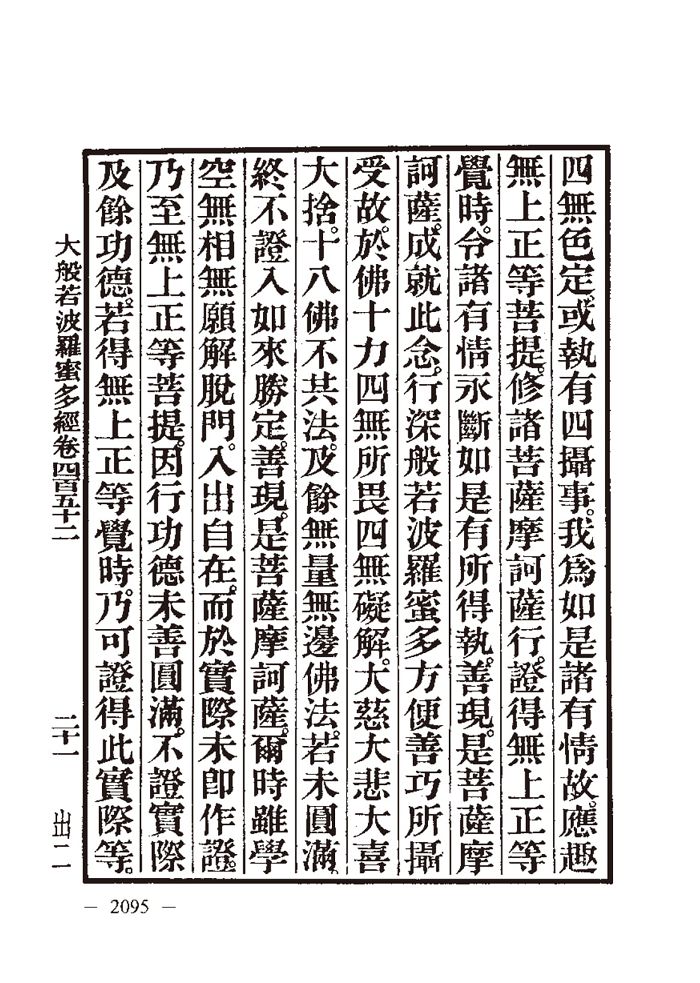 四無色定。或執有四攝事。我爲如是諸有情故。應趣
無上正等菩提。修諸菩薩摩訶薩行。證得無上正等
覺時。令諸有情永斷如是有所得執。善現。是菩薩摩
訶薩。成就此念。行深般若波羅蜜多方便善巧所攝
受故。於佛十力四無所畏四無礙解。大慈大悲大喜
大捨。十八佛不共法。及餘無量無邊佛法。若未圓滿
終不證入如來勝定。善現。是菩薩摩訶薩。爾時雖學
空無相無願解脫門。入出自在。而於實際未卽作證。
乃至無上正等菩提。因行功德未善圓滿。不證實際
及餘功德。若得無上正等覺時。乃可證得此實際等。
大般若波羅蜜多經卷四百五十二
二十一
出二
— 2095 —